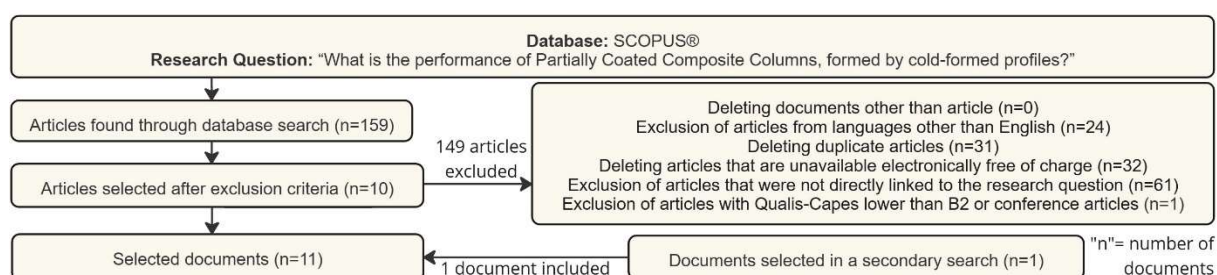 Database: SCOPUS®
Research Question: “What is the performance of Partially Coated Composite Columns, formed by cold-formed profiles?”
Articles found through database search (n=159)
149 articles
excluded
Articles selected after exclusion criteria (n=10)
Deleting documents other than article (n=0)
Exclusion of articles from languages other than English (n=24)
Deleting duplicate articles (n=31)
Deleting articles that are unavailable electronically free of charge (n=32)
Exclusion of articles that were not directly linked to the research question (n=61)
Exclusion of articles with Qualis-Capes lower than B2 or conference articles (n=1)
Selected documents (n=11)
1 document included
Documents selected in a secondary search (n=1)
"n"= number of
documents